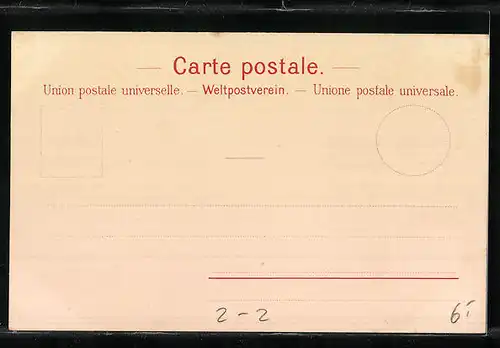 — Carte postale. —
Union postale universelle. — Weltpostverein. — Unione postale universale.
2-2 6-